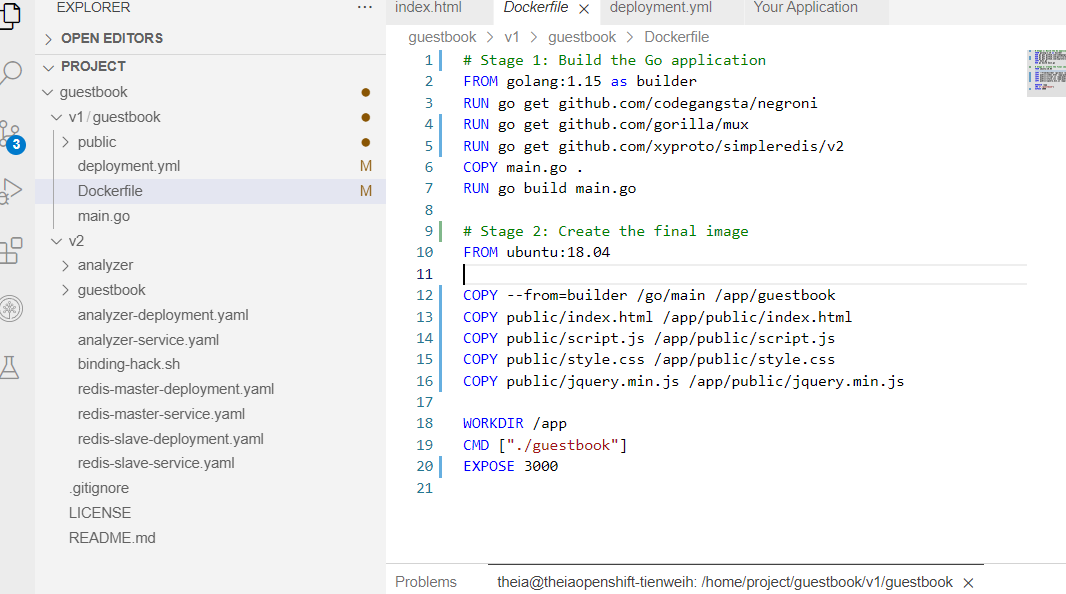 EXPLORER
...
OPEN EDITORS
PROJECT
guestbook
v1 / guestbook
public
deployment.yml M
Dockerfile M
main.go
v2
analyzer
guestbook
analyzer-deployment.yaml
analyzer-service.yaml
binding-hack.sh
redis-master-deployment.yaml
redis-master-service.yaml
redis-slave-deployment.yaml
redis-slave-service.yaml
.gitignore
LICENSE
README.md
3
index.html Dockerfile deployment.yml Your Application
guestbook > v1 > guestbook > Dockerfile
1 # Stage 1: Build the Go application
2 FROM golang:1.15 as builder
3 RUN go get github.com/codegangsta/negroni
4 RUN go get github.com/gorilla/mux
5 RUN go get github.com/xyproto/simpleredis/v2
6 COPY main.go .
7 RUN go build main.go
8
9 # Stage 2: Create the final image
10 FROM ubuntu:18.04
11
12 COPY --from=builder /go/main /app/guestbook
13 COPY public/index.html /app/public/index.html
14 COPY public/script.js /app/public/script.js
15 COPY public/style.css /app/public/style.css
16 COPY public/jquery.min.js /app/public/jquery.min.js
17
18 WORKDIR /app
19 CMD ["./guestbook"]
20 EXPOSE 3000
21
Problems theia@theiaopenshift-tienweih: /home/project/guestbook/v1/guestbook